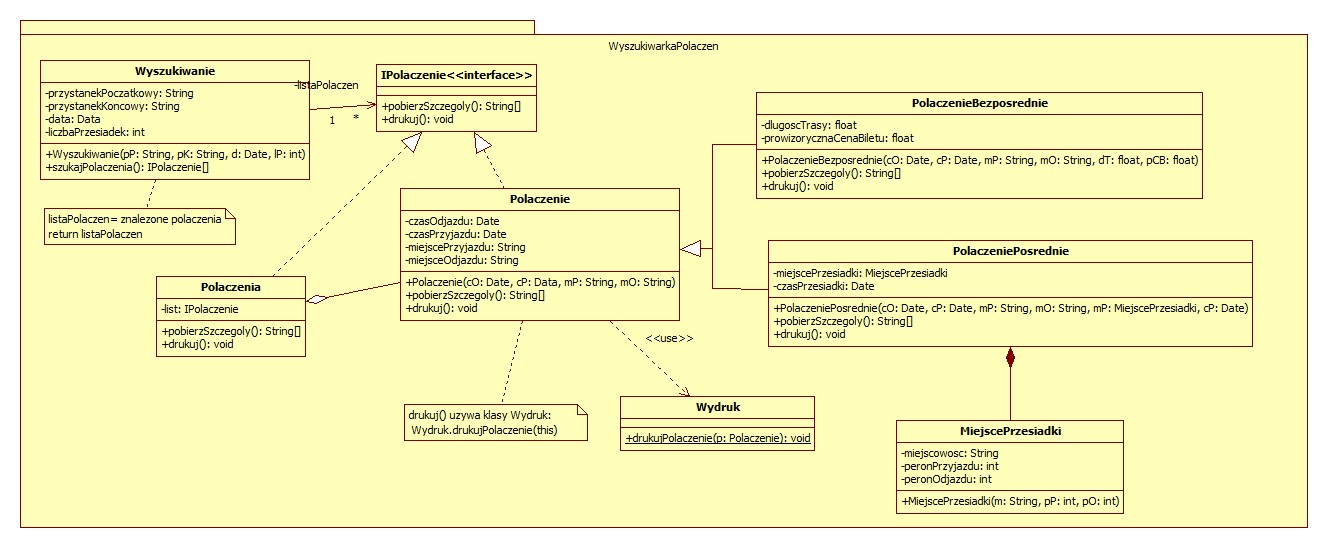 WyszukiwarkaPolaczen
Wyszukiwanie
-przystanekPoczatkowy: String
-przystanekKoncowy: String
-data: Data
-liczbaPrzesiadek: int
+Wyszukiwanie(pP: String, pK: String, d: Date, lP: int)
+szukajPolaczenia(): IPolaczenie[]
listaPolaczen= znalezone polaczenia
return listaPolaczen
-listaPolaczen
1
*
IPolaczenie<<interface>>
+pobierzSzczegoly(): String[]
+drukuj(): void
Polaczenia
-list: IPolaczenie
+pobierzSzczegoly(): String[]
+drukuj(): void
Polaczenie
-czasOdjazdu: Date
-czasPrzyjazdu: Date
-miejscePrzyjazdu: String
-miejsceOdjazdu: String
+Polaczenie(cO: Date, cP: Data, mP: String, mO: String)
+pobierzSzczegoly(): String[]
+drukuj(): void
drukuj() uzywa klasy Wydruk:
Wydruk.drukujPolaczenie(this)
<<use>>
Wydruk
+drukujPolaczenie(p: Polaczenie): void
PolaczenieBezposrednie
-dlugoscTrasy: float
-prowizorycznaCenaBiletu: float
+PolaczenieBezposrednie(cO: Date, cP: Date, mP: String, mO: String, dT: float, pCB: float)
+pobierzSzczegoly(): String[]
+drukuj(): void
PolaczeniePosrednie
-miejscePrzesiadki: MiejscePrzesiadki
-czasPrzesiadki: Date
+PolaczeniePosrednie(cO: Date, cP: Date, mP: String, mO: String, mP: MiejscePrzesiadki, cP: Date)
+pobierzSzczegoly(): String[]
+drukuj(): void
MiejscePrzesiadki
-miejscowosc: String
-peronPrzyjazdu: int
-peronOdjazdu: int
+MiejscePrzesiadki(m: String, pP: int, pO: int)